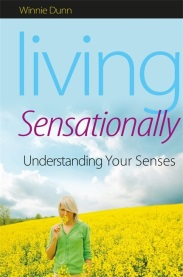 Winnie Dunn
living
Sensationally
Understanding Your Senses